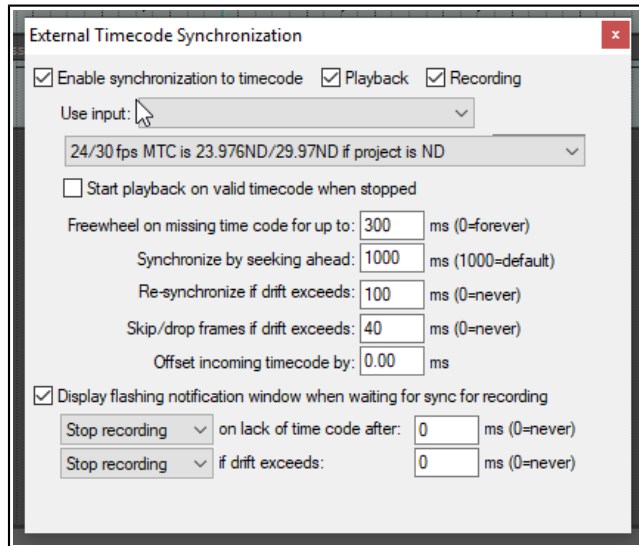 External Timecode Synchronization x
Enable synchronization to timecode Playback Recording
Use input:
24/30 fps MTC is 23.976ND/29.97ND if project is ND
Start playback on valid timecode when stopped
Freewheel on missing time code for up to: 300 ms (0=forever)
Synchronize by seeking ahead: 1000 ms (1000=default)
Re-synchronize if drift exceeds: 100 ms (0=never)
Skip/drop frames if drift exceeds: 40 ms (0=never)
Offset incoming timecode by: 0.00 ms
Display flashing notification window when waiting for sync for recording
Stop recording on lack of time code after: 0 ms (0=never)
Stop recording if drift exceeds: 0 ms (0=never)